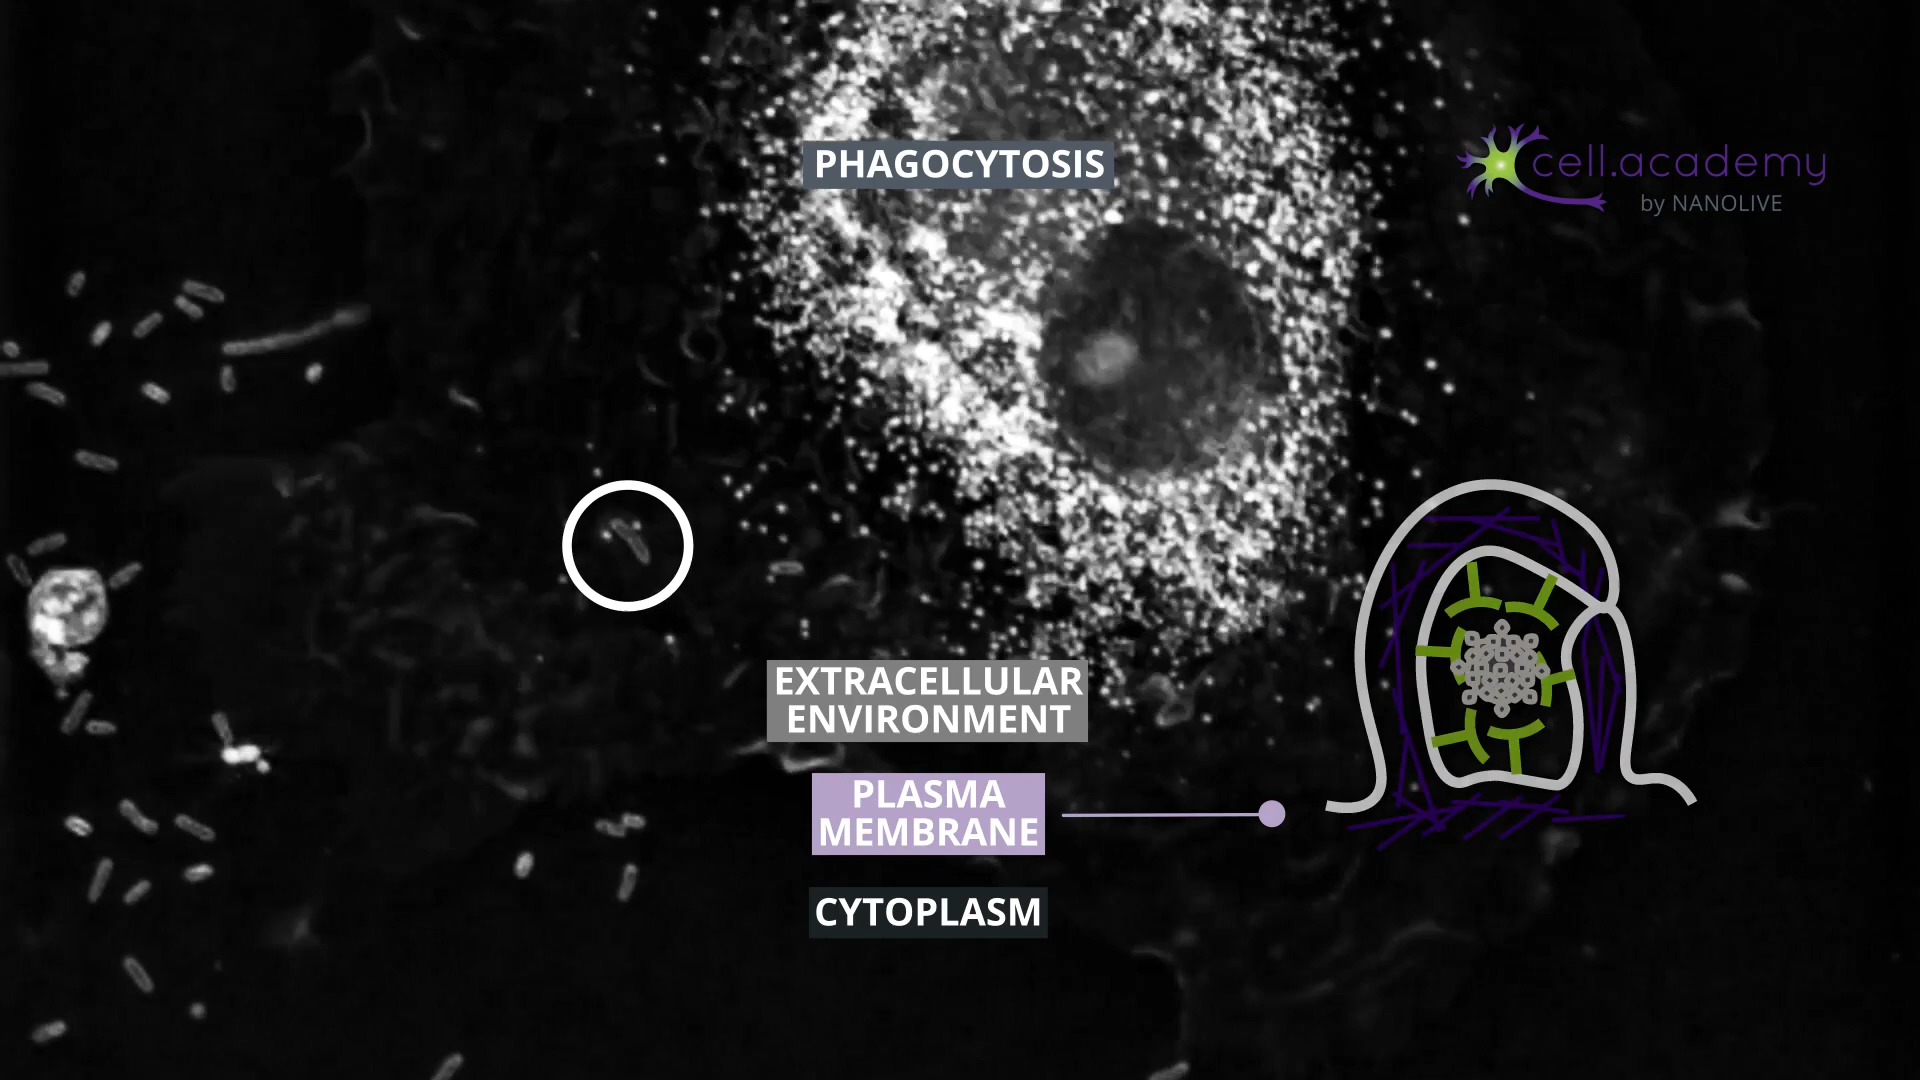 PHAGOCYTOSIS
cell.academy
by NANOLIVE
EXTRACELLULAR
ENVIRONMENT
PLASMA
MEMBRANE
CYTOPLASM